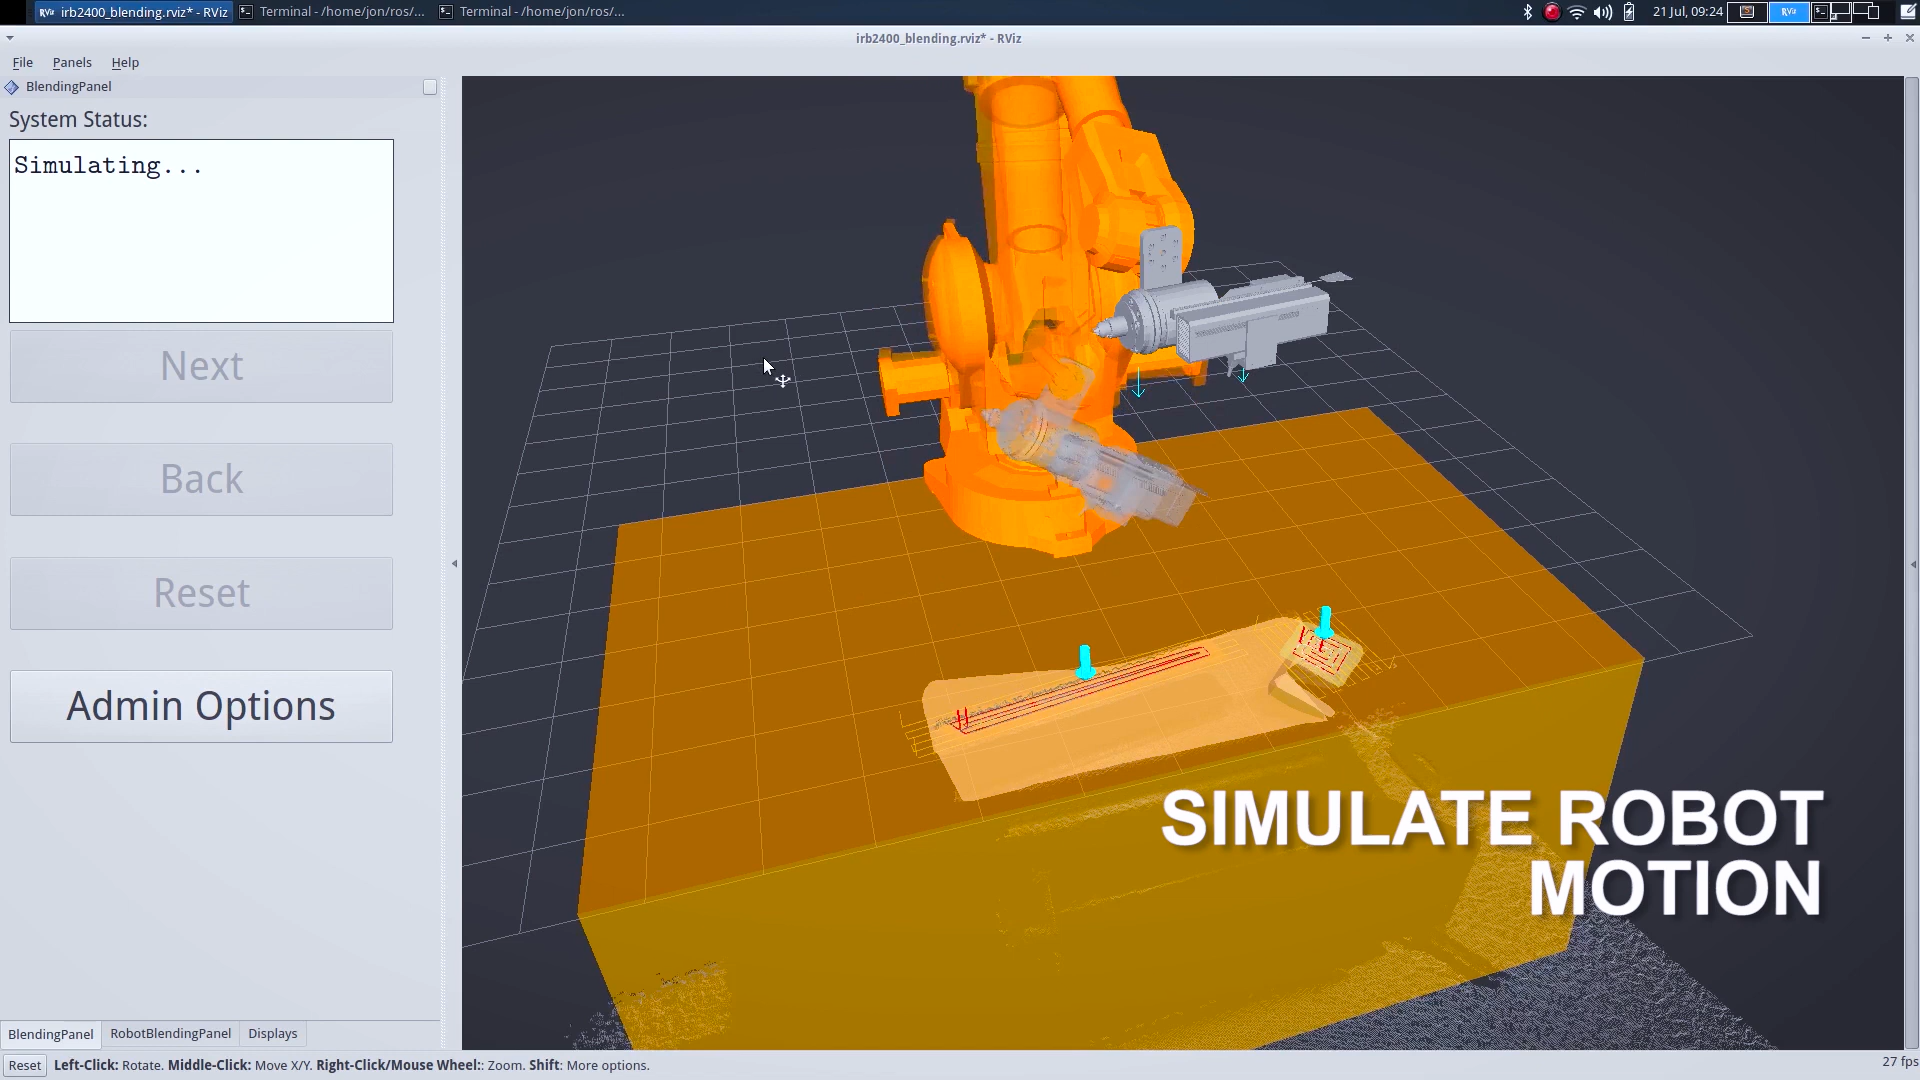 RViz irb2400_blending.rviz* - RViz
Terminal - /home/jon/ros/...
Terminal - /home/jon/ros/...
21 Jul, 09:24
RViz
irb2400_blending.rviz* - RViz
File Panels Help
BlendingPanel
System Status:
Simulating...
Next
Back
Reset
Admin Options
SIMULATE ROBOT
MOTION
BlendingPanel RobotBlendingPanel Displays
Reset Left-Click: Rotate. Middle-Click: Move X/Y. Right-Click/Mouse Wheel:: Zoom. Shift: More options.
27 fps